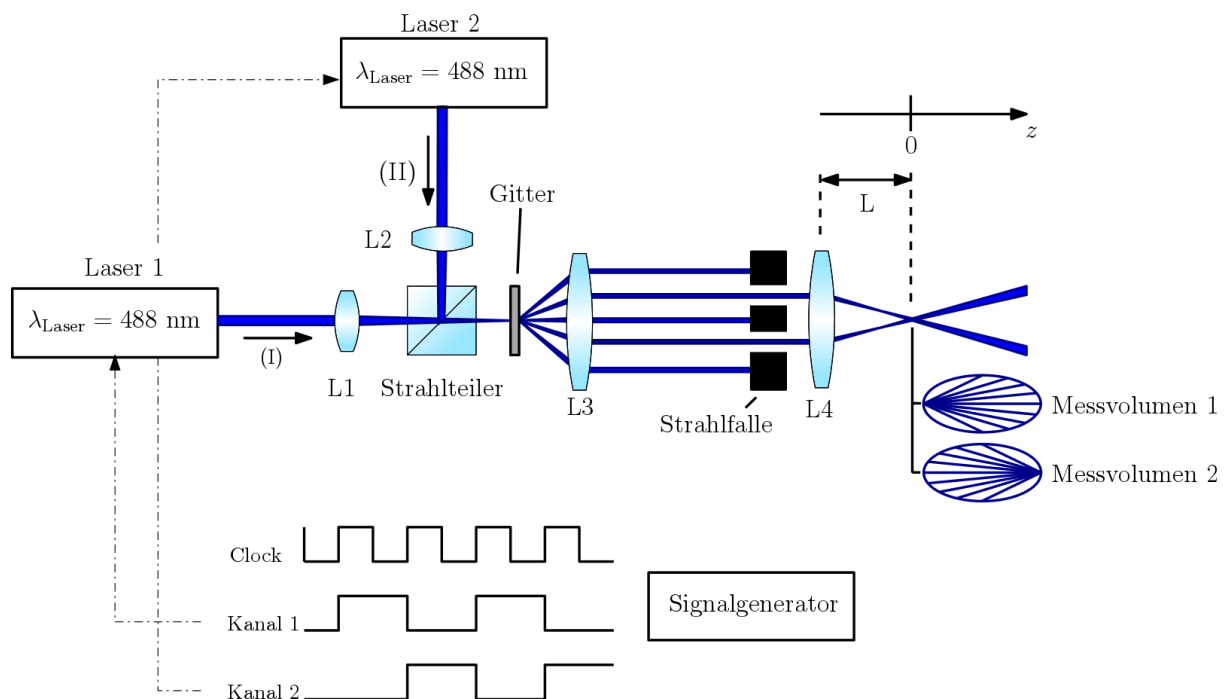 Laser 2
λLaser = 488 nm
z
0
L
(II)
Gitter
L2
Laser 1
λLaser = 488 nm
(I)
L1
Strahlteiler
L3
Strahlfalle
L4
Messvolumen 1
Messvolumen 2
Clock
Kanal 1
Kanal 2
Signalgenerator